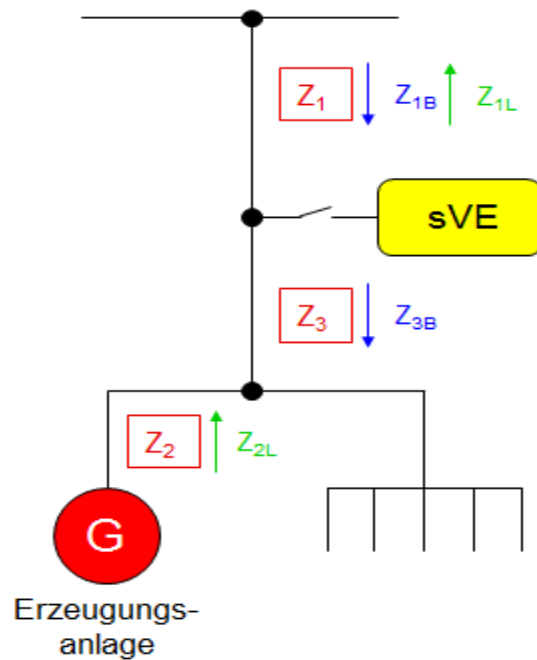 Z₁ Z₁B Z₁L
sVE
Z₃ Z₃B
Z₂ Z₂L
G
Erzeugungs-
anlage